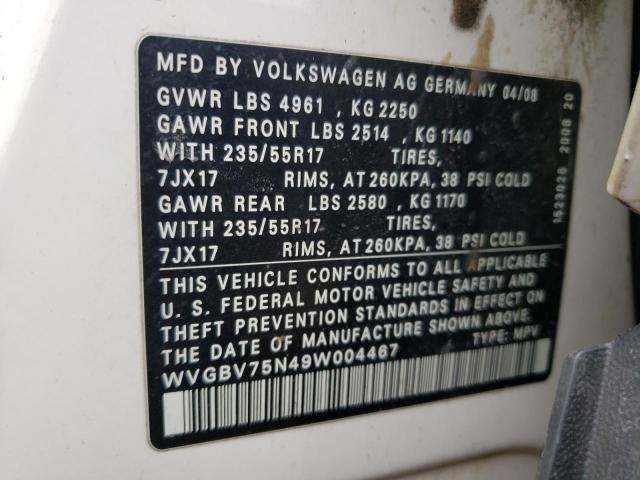 MFD BY VOLKSWAGEN AG GERMANY 04/08
GVWR LBS 4961 , KG 2250
GAWR FRONT LBS 2514 , KG 1140
WITH 235/55R17 TIRES,
7JX17 RIMS, AT 260KPA, 38 PSI COLD
GAWR REAR LBS 2580 , KG 1170
WITH 235/55R17 TIRES,
7JX17 RIMS, AT 260KPA, 38 PSI COLD
THIS VEHICLE CONFORMS TO ALL APPLICABLE
U. S. FEDERAL MOTOR VEHICLE SAFETY AND
THEFT PREVENTION STANDARDS IN EFFECT ON
THE DATE OF MANUFACTURE SHOWN ABOVE.
WVGBV75N49W004467 TYPE: MPV
1523028 2008 20